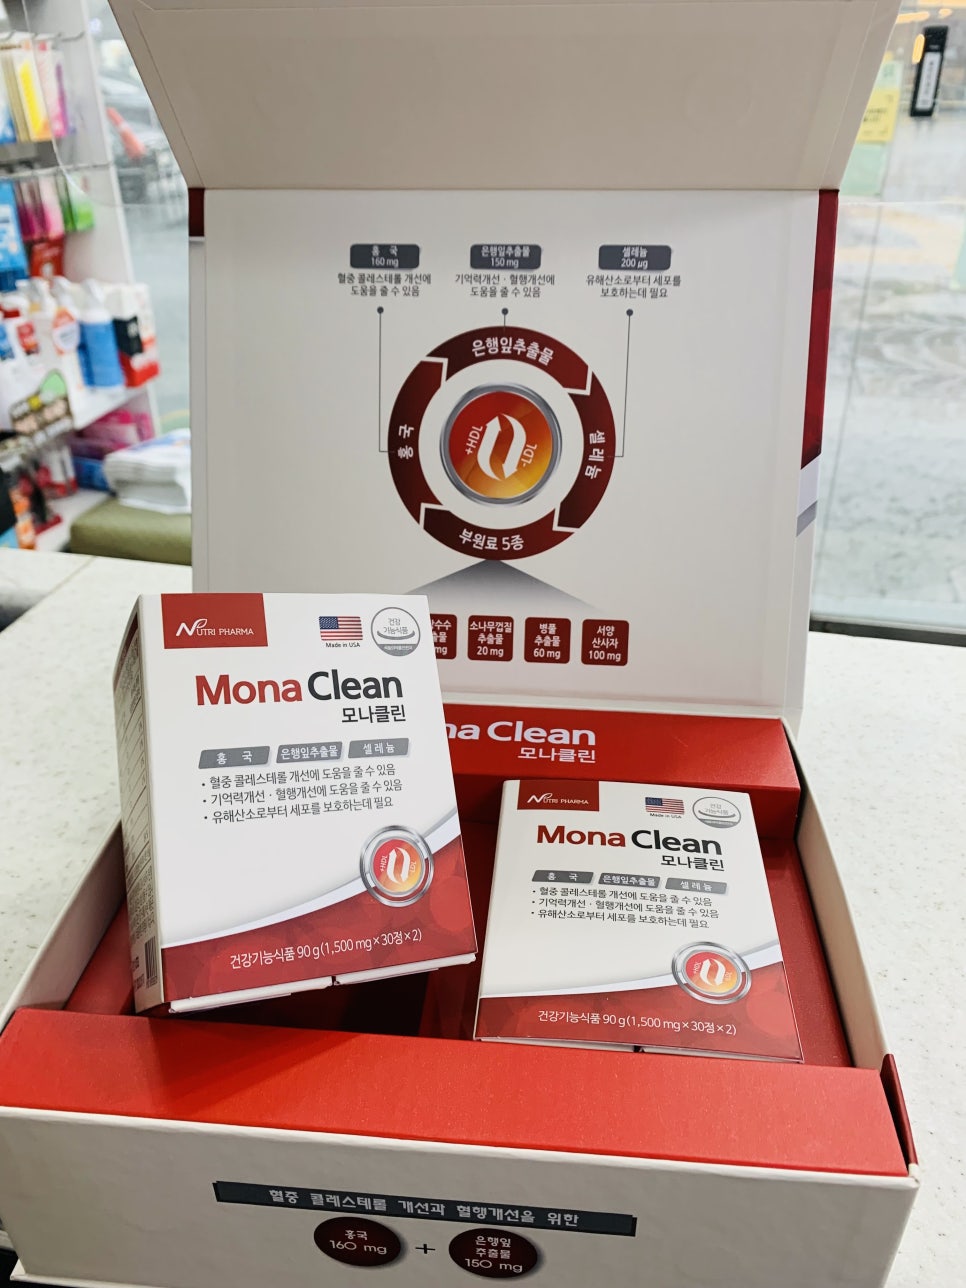 홍 국
160 mg
혈중 콜레스테롤 개선에
도움을 줄 수 있음
은행잎추출물
150 mg
기억력개선 · 혈행개선에
도움을 줄 수 있음
셀레늄
200 μg
유해산소로부터 세포를
보호하는데 필요
은행잎추출물
홍 국
셀레늄
+HDL
-LDL
부원료 5종
소나무껍질
추출물
20 mg
병풀
추출물
60 mg
서양
산사자
100 mg
Clean
모나클린
NUTRI PHARMA
Made in USA
건강
기능식품
Mona Clean
모나클린
홍 국
은행잎추출물
셀레늄
• 혈중 콜레스테롤 개선에 도움을 줄 수 있음
• 기억력개선 · 혈행개선에 도움을 줄 수 있음
• 유해산소로부터 세포를 보호하는데 필요
+HDL
-LDL
건강기능식품 90 g (1,500 mg × 30정 × 2)
NUTRI PHARMA
Made in USA
건강
기능식품
Mona Clean
모나클린
홍 국
은행잎추출물
셀레늄
• 혈중 콜레스테롤 개선에 도움을 줄 수 있음
• 기억력개선 · 혈행개선에 도움을 줄 수 있음
• 유해산소로부터 세포를 보호하는데 필요
+HDL
-LDL
건강기능식품 90 g (1,500 mg × 30정 × 2)
혈중 콜레스테롤 개선과 혈행개선을 위한
홍국
160 mg
+
은행잎
추출물
150 mg